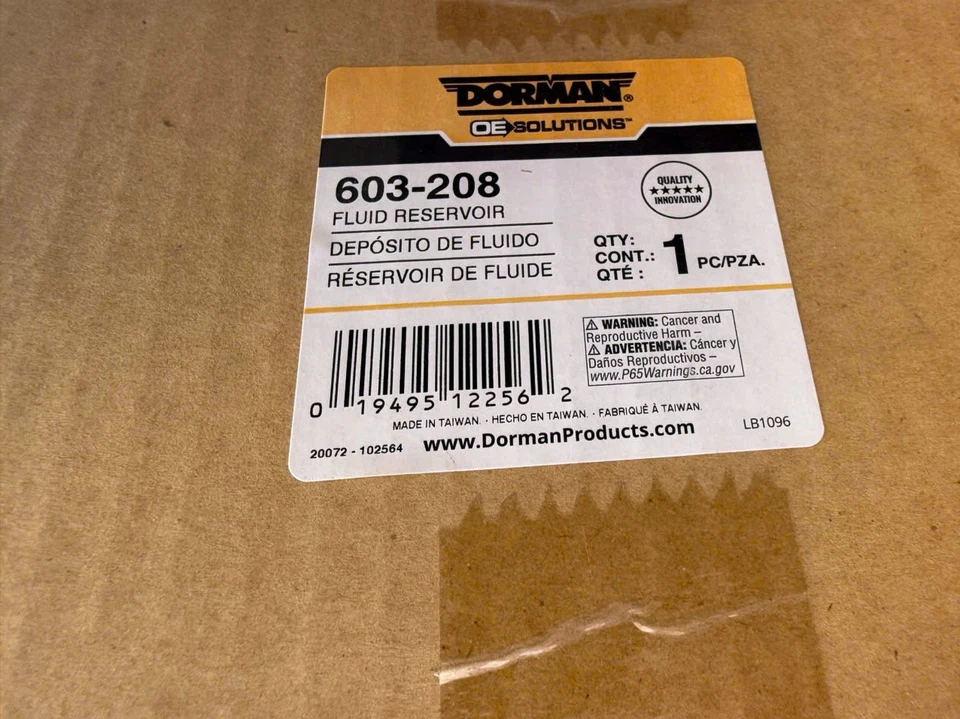 DORMAN®
OE SOLUTIONS™
603-208
FLUID RESERVOIR
DEPÓSITO DE FLUIDO
RÉSERVOIR DE FLUIDE
QUALITY
★★★★★
INNOVATION
QTY:
CONT.:
QTÉ :
1 PC/PZA.
⚠ WARNING: Cancer and
Reproductive Harm –
⚠ ADVERTENCIA: Cáncer y
Daños Reproductivos –
www.P65Warnings.ca.gov
0 19495 12256 2
MADE IN TAIWAN. · HECHO EN TAIWAN. · FABRIQUÉ À TAIWAN.
20072 - 102564
www.DormanProducts.com
LB1096